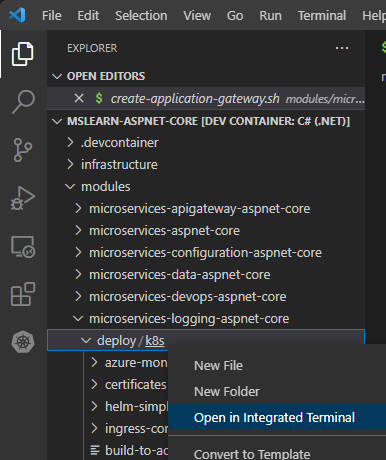 File Edit Selection View Go Run Terminal Hel
EXPLORER
OPEN EDITORS
$ create-application-gateway.sh modules/micr...
MSLEARN-ASPNET-CORE [DEV CONTAINER: C# (.NET)]
.devcontainer
infrastructure
modules
microservices-apigateway-aspnet-core
microservices-aspnet-core
microservices-configuration-aspnet-core
microservices-data-aspnet-core
microservices-devops-aspnet-core
microservices-logging-aspnet-core
deploy / k8s
azure-mon
certificates
helm-simpl
ingress-con
build-to-ac
New File
New Folder
Open in Integrated Terminal
Convert to Template